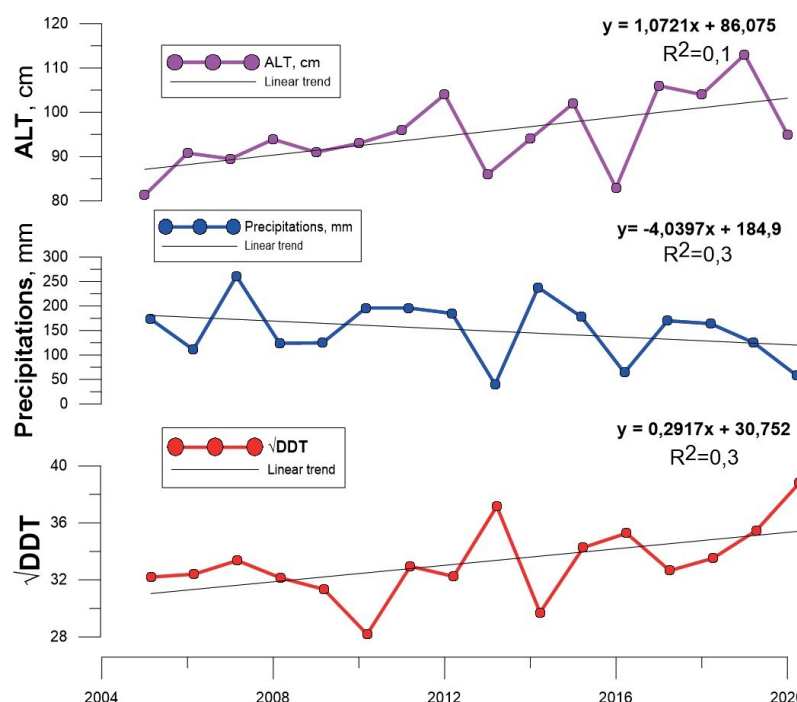 120
y = 1,0721x + 86,075
R2=0,1
ALT, cm
Linear trend
110
100
90
80
ALT, cm
Precipitations, mm
Linear trend
y= -4,0397x + 184,9
R2=0,3
300
250
200
150
100
50
0
Precipitations, mm
√DDT
Linear trend
y = 0,2917x + 30,752
R2=0,3
40
36
32
28
√DDT
2004
2008
2012
2016
2020